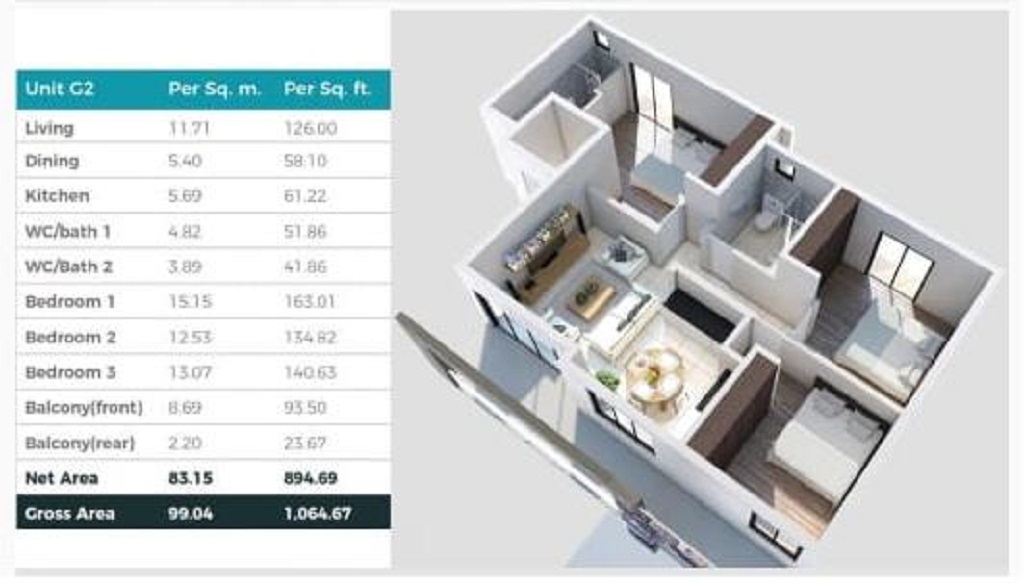 Unit G2 Per Sq. m. Per Sq. ft.
Living 11.71 126.00
Dining 5.40 58.10
Kitchen 5.69 61.22
WC/bath 1 4.82 51.86
WC/Bath 2 3.89 41.86
Bedroom 1 15.15 163.01
Bedroom 2 12.53 134.82
Bedroom 3 13.07 140.63
Balcony(front) 8.69 93.50
Balcony(rear) 2.20 23.67
Net Area 83.15 894.69
Gross Area 99.04 1,064.67